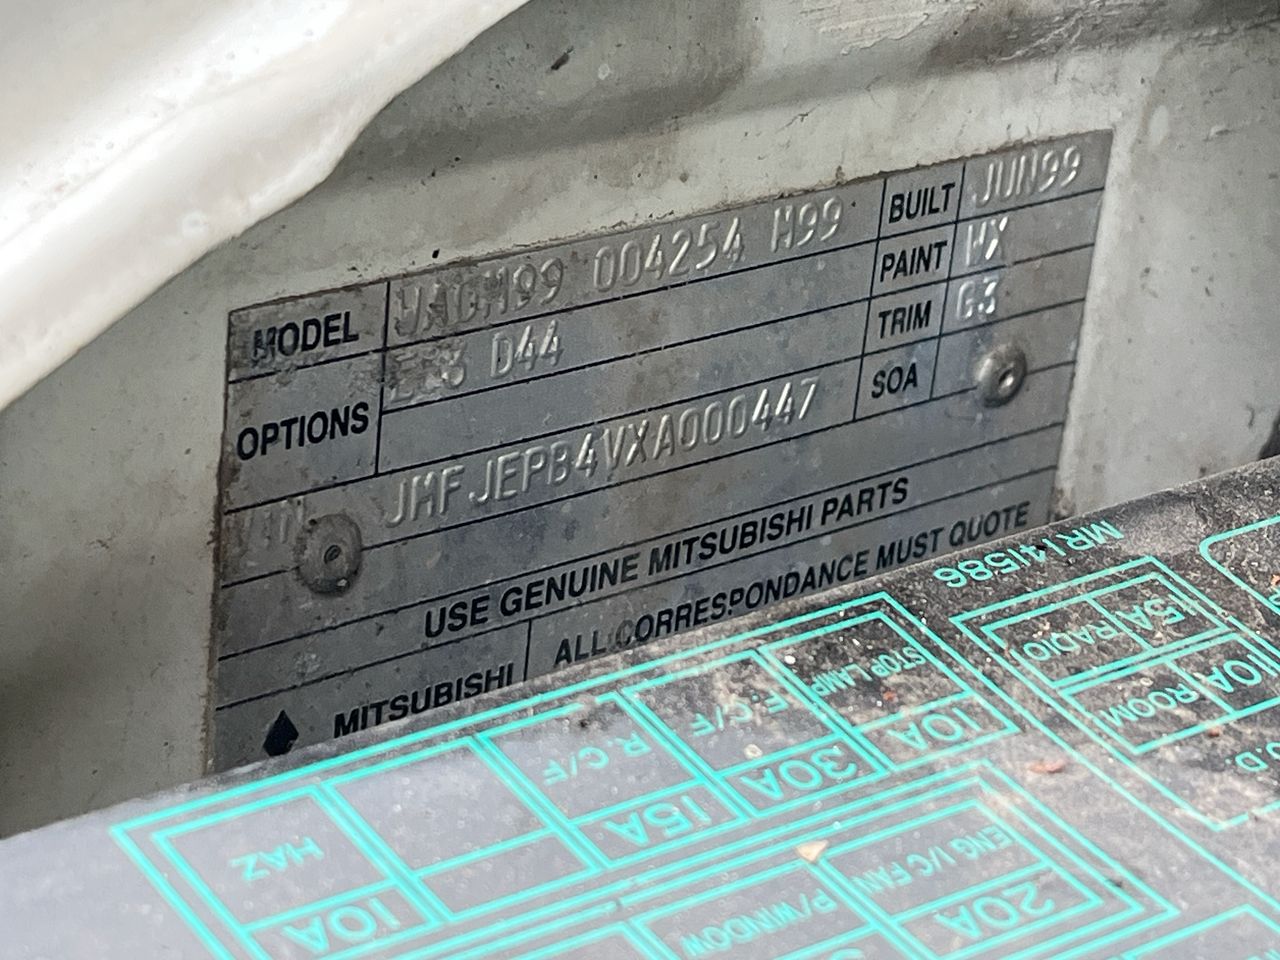 MODEL 004254 H99 BUILT JUN99
D44 PAINT WX
OPTIONS TRIM G3
SOA
VIN JMFJEPB4VXA000447
USE GENUINE MITSUBISHI PARTS
MITSUBISHI ALL CORRESPONDANCE MUST QUOTE
MR141586
RADIO 15A
ROOM 10A
STOP LAMP 10A
F. C/F 30A
R. C/F 15A
HAZ 10A
ENG I/C FAN 20A
P/WINDOW